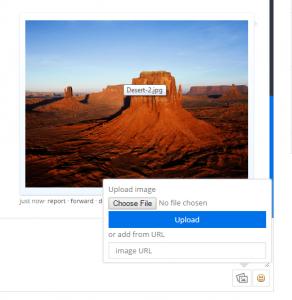 Desert-2.jpg
just now· report · forward · d
Upload image
Choose File No file chosen
Upload
or add from URL
image URL